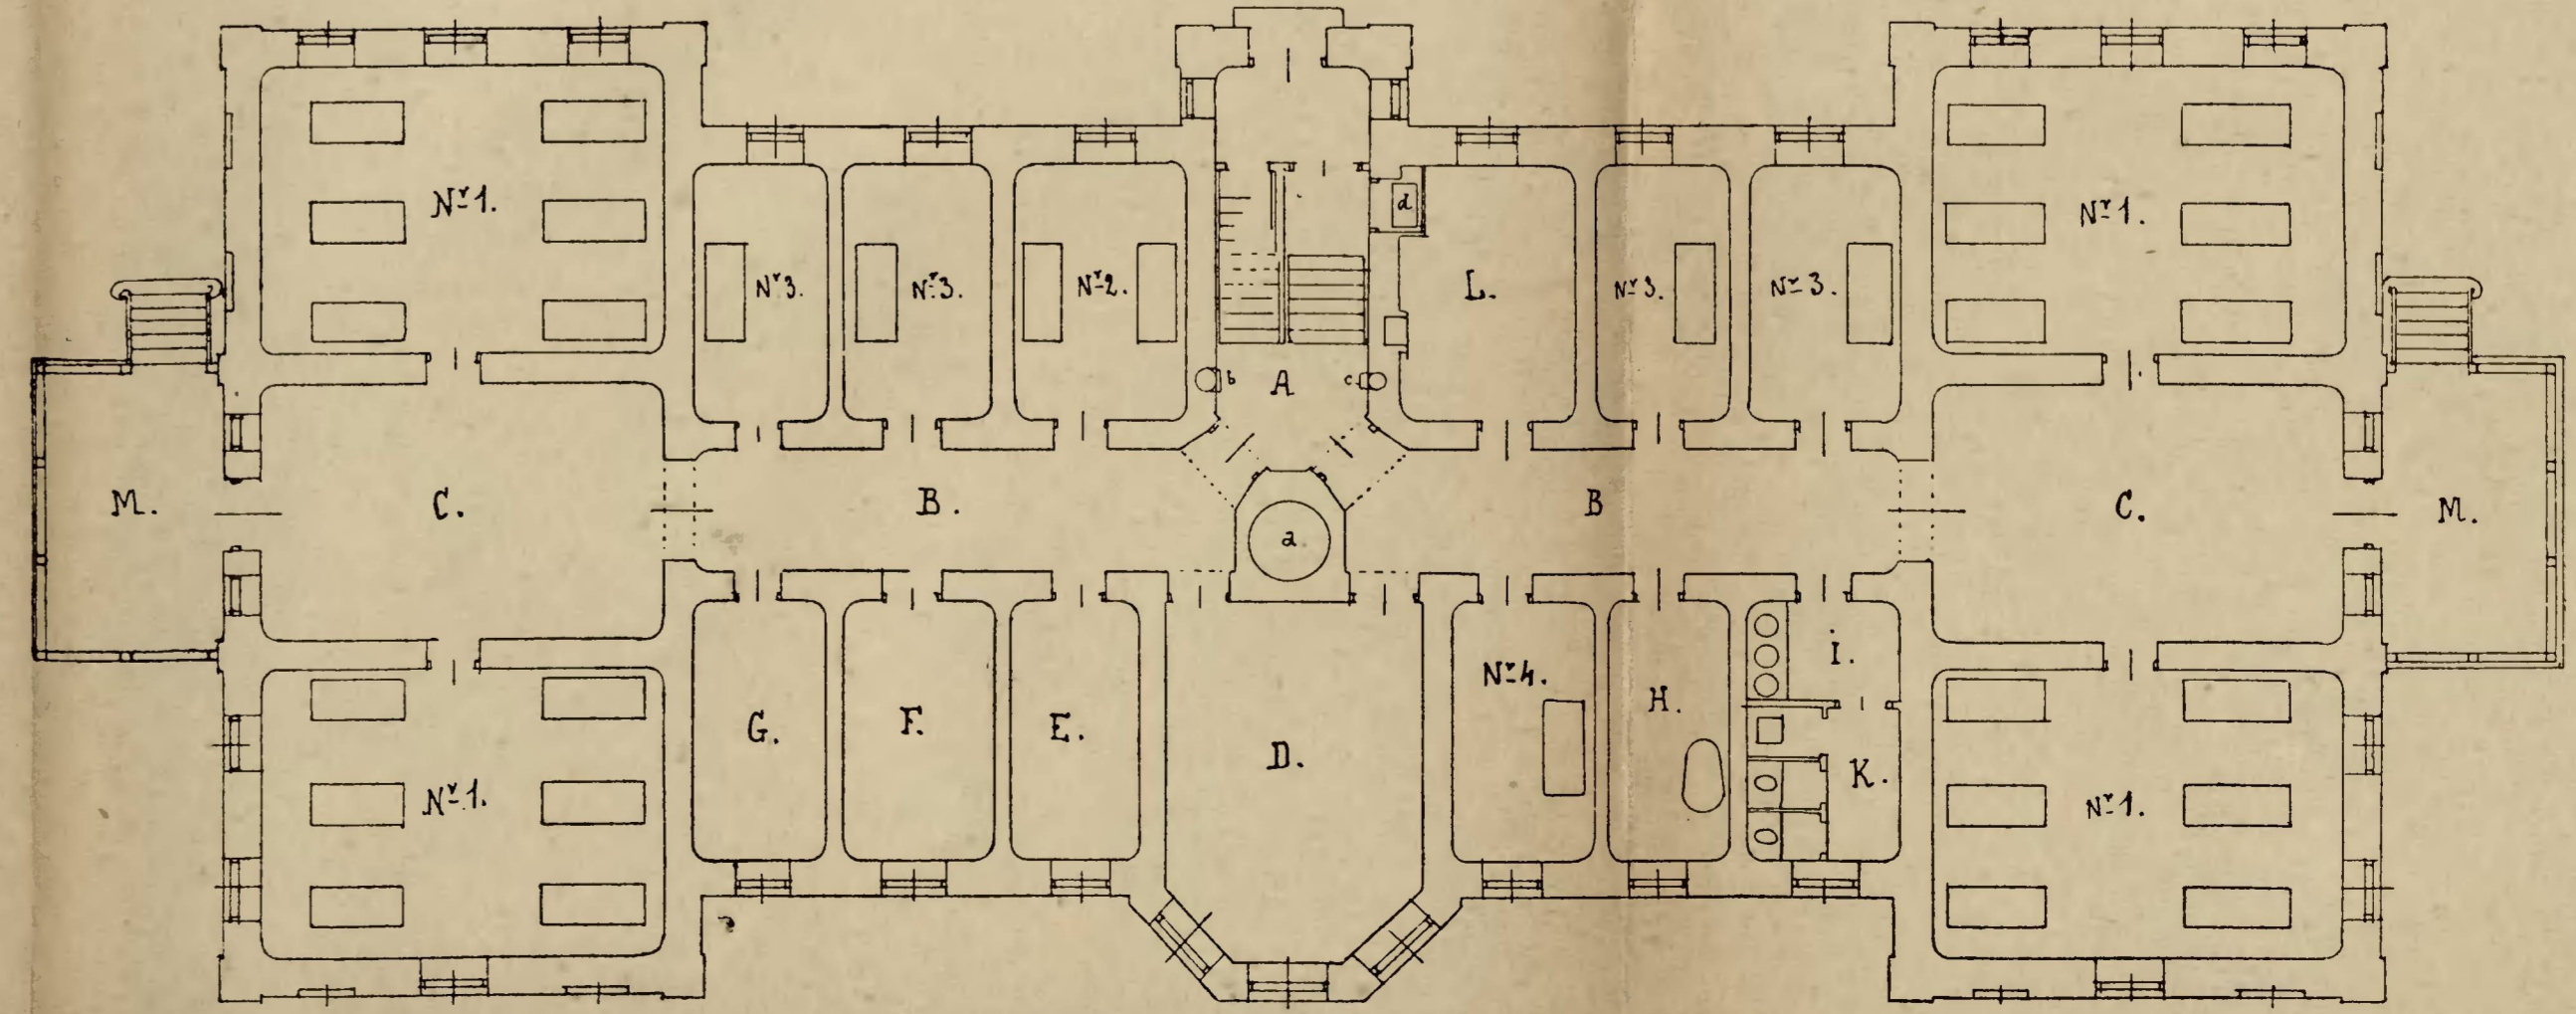 Nr 1.
Nr 1.
d
Nr 3.
Nr 3.
Nr 2.
L.
Nr 3.
Nr 3.
b
A
c
M.
C.
B.
a
B
C.
M.
G.
F.
E.
D.
Nr 4.
H.
i.
K.
Nr 1.
Nr 1.